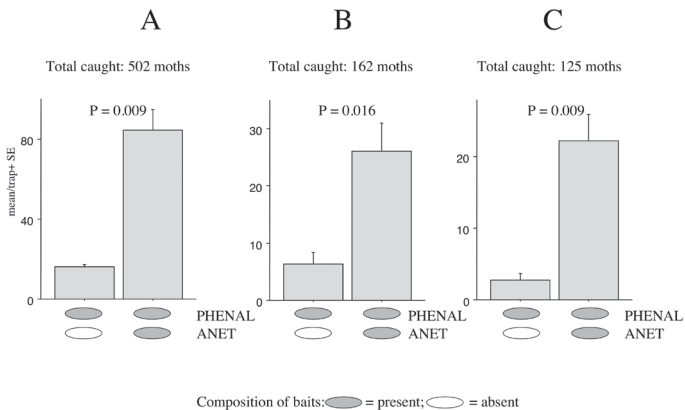 A B C
Total caught: 502 moths Total caught: 162 moths Total caught: 125 moths
P = 0.009 P = 0.016 P = 0.009
mean/trap+ SE
80
40
0
30
20
10
0
20
10
0
PHENAL PHENAL PHENAL
ANET ANET ANET
Composition of baits: = present; = absent